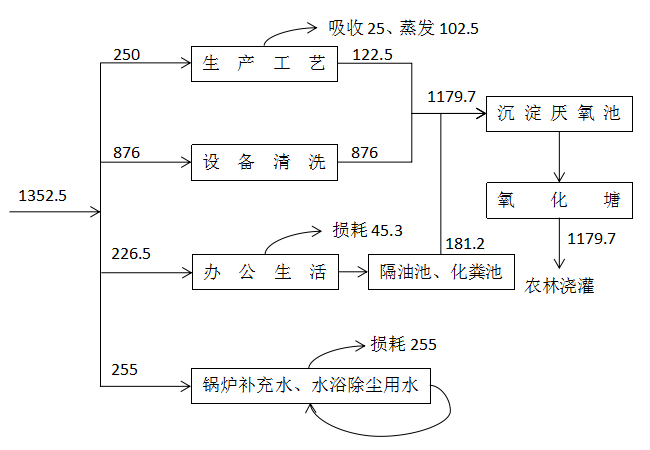 吸收 25、蒸发 102.5
250
生产工艺
122.5
1179.7
沉淀厌氧池
876
设备清洗
876
氧化塘
1352.5
损耗 45.3
181.2
1179.7
226.5
办公生活
隔油池、化粪池
农林浇灌
损耗 255
255
锅炉补充水、水浴除尘用水